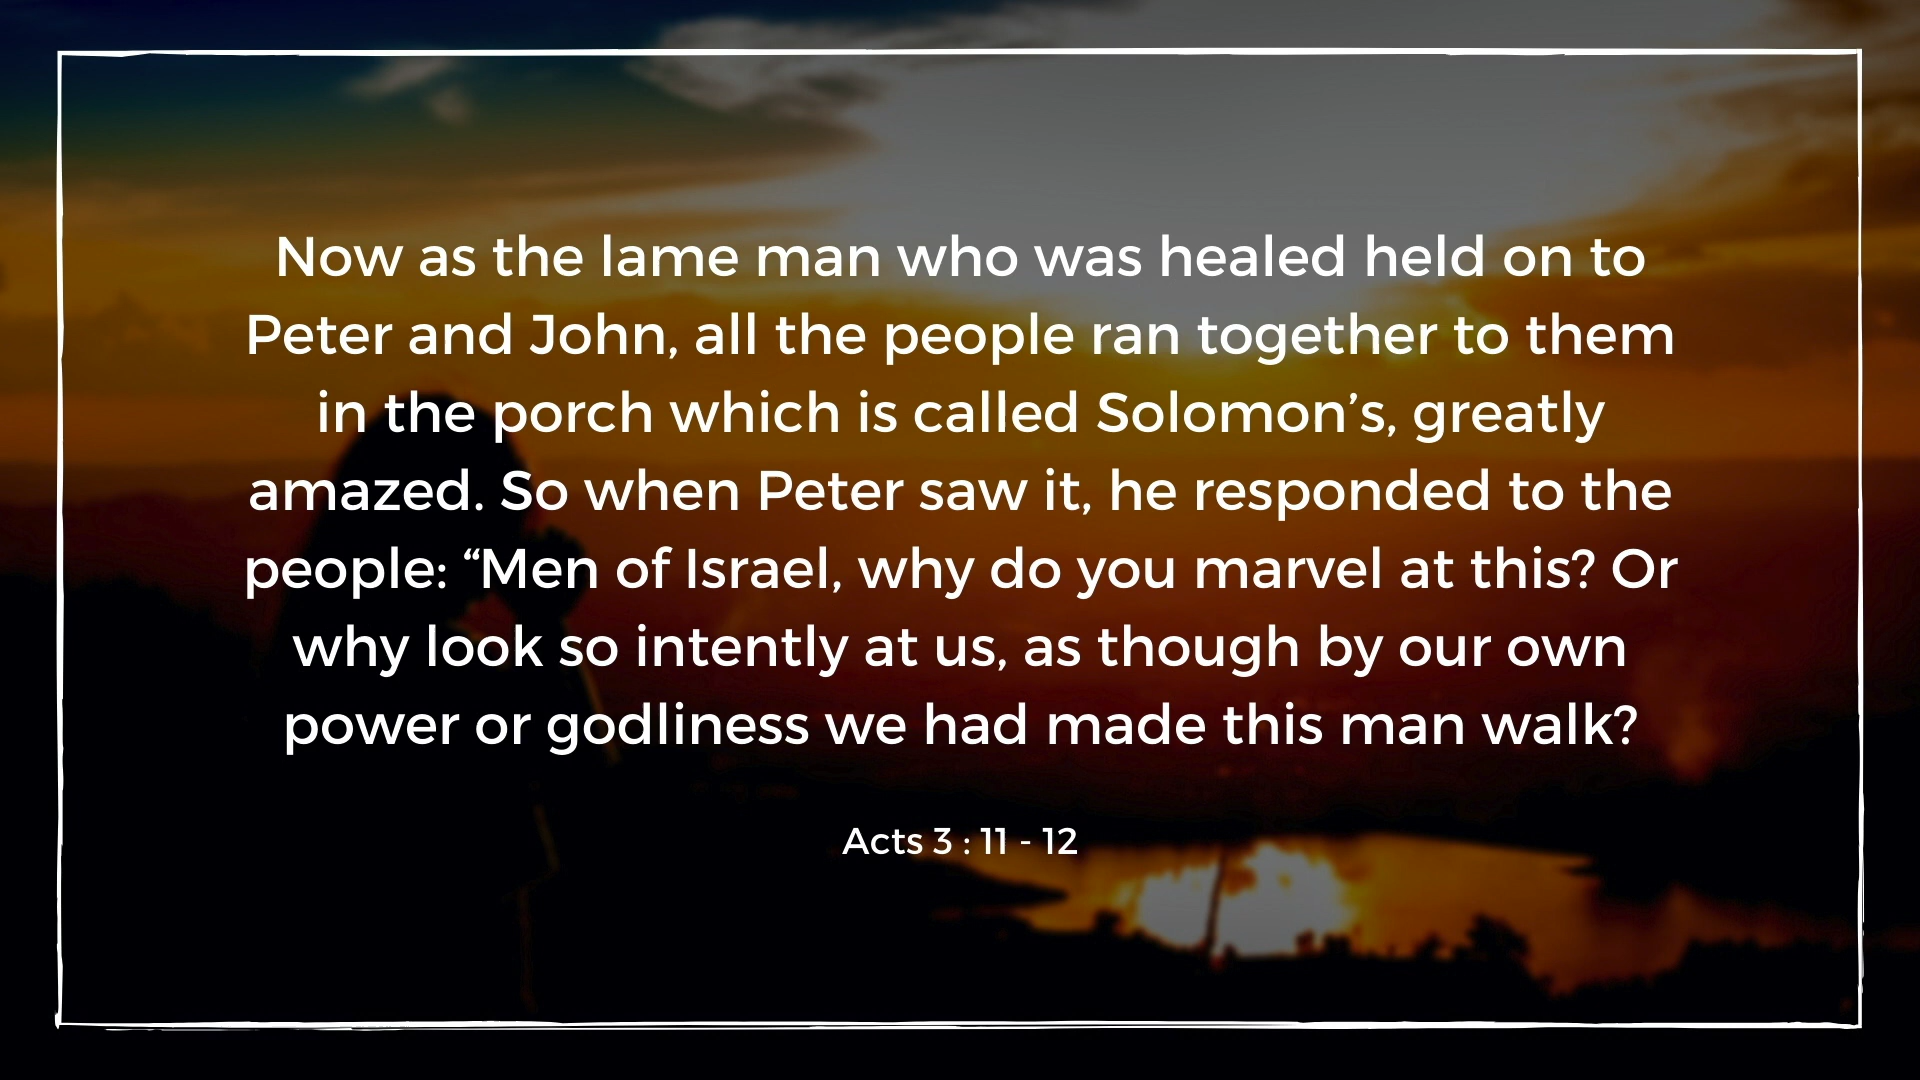 Now as the lame man who was healed held on to
Peter and John, all the people ran together to them
in the porch which is called Solomon’s, greatly
amazed. So when Peter saw it, he responded to the
people: “Men of Israel, why do you marvel at this? Or
why look so intently at us, as though by our own
power or godliness we had made this man walk?
Acts 3 : 11 - 12